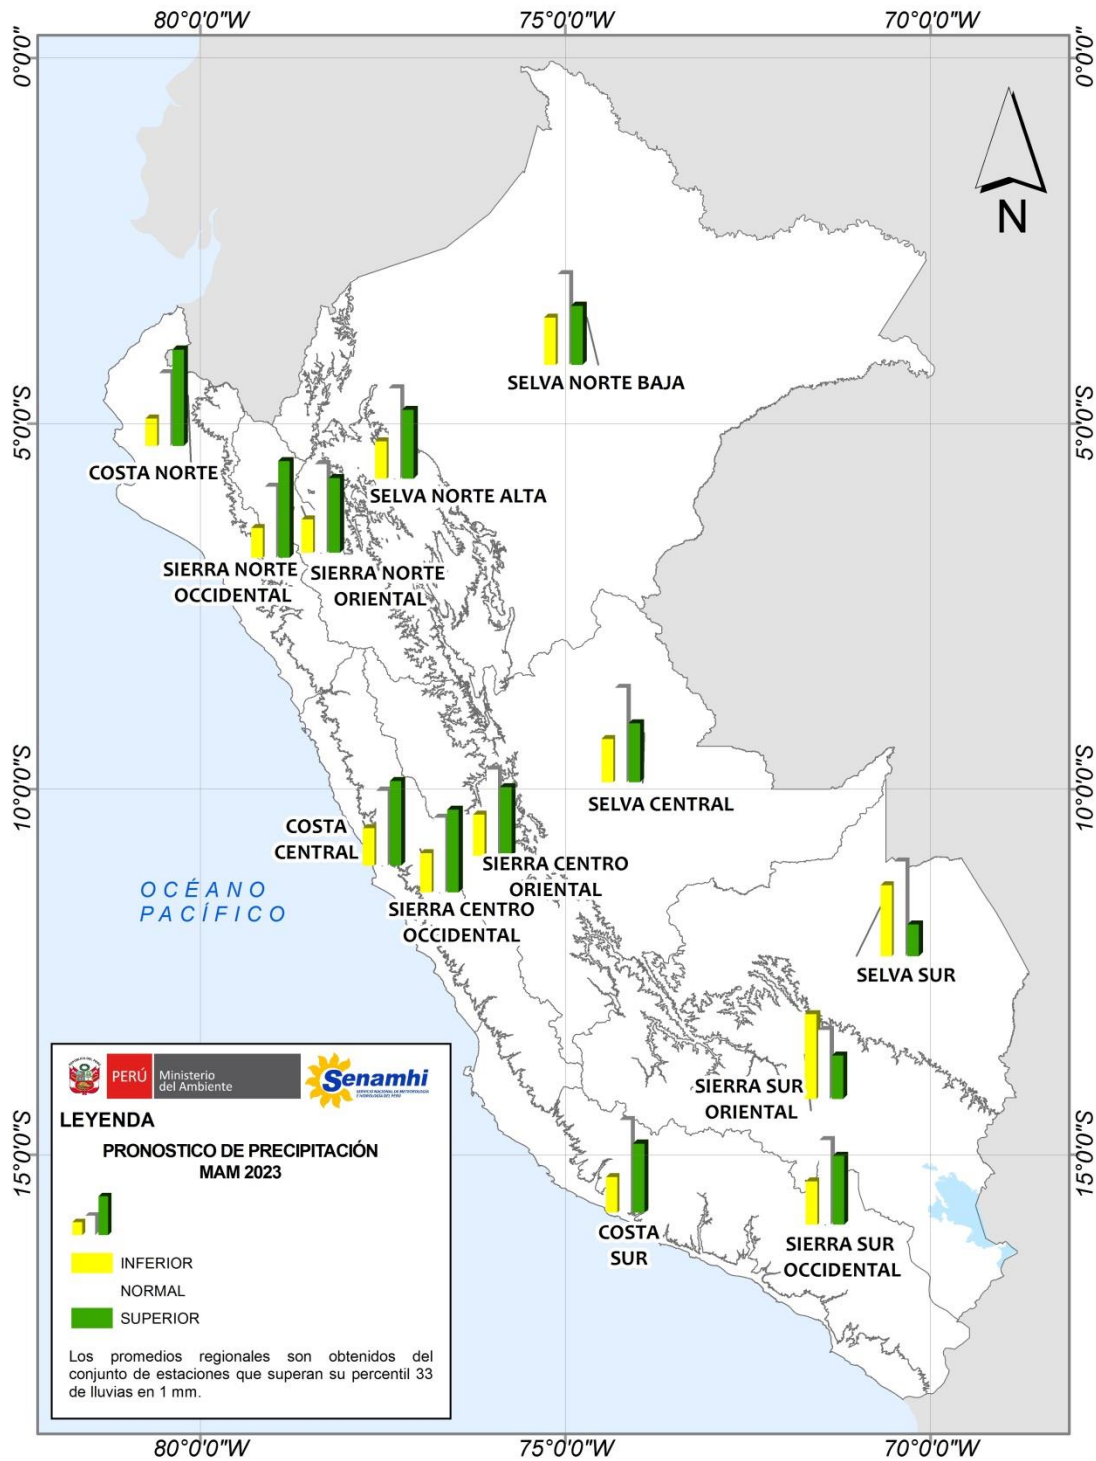 80°0'0"W
75°0'0"W
70°0'0"W
0°0'0"
0°0'0"
N
SELVA NORTE BAJA
5°0'0"S
5°0'0"S
COSTA NORTE
SELVA NORTE ALTA
SIERRA NORTE
OCCIDENTAL
SIERRA NORTE
ORIENTAL
10°0'0"S
10°0'0"S
SELVA CENTRAL
COSTA
CENTRAL
SIERRA CENTRO
ORIENTAL
SIERRA CENTRO
OCCIDENTAL
OCÉANO
PACÍFICO
SELVA SUR
SIERRA SUR
ORIENTAL
15°0'0"S
15°0'0"S
COSTA
SUR
SIERRA SUR
OCCIDENTAL
PERÚ
Ministerio
del Ambiente
Senamhi
LEYENDA
PRONOSTICO DE PRECIPITACIÓN
MAM 2023
INFERIOR
NORMAL
SUPERIOR
Los promedios regionales son obtenidos del
conjunto de estaciones que superan su percentil 33
de lluvias en 1 mm.
80°0'0"W
75°0'0"W
70°0'0"W